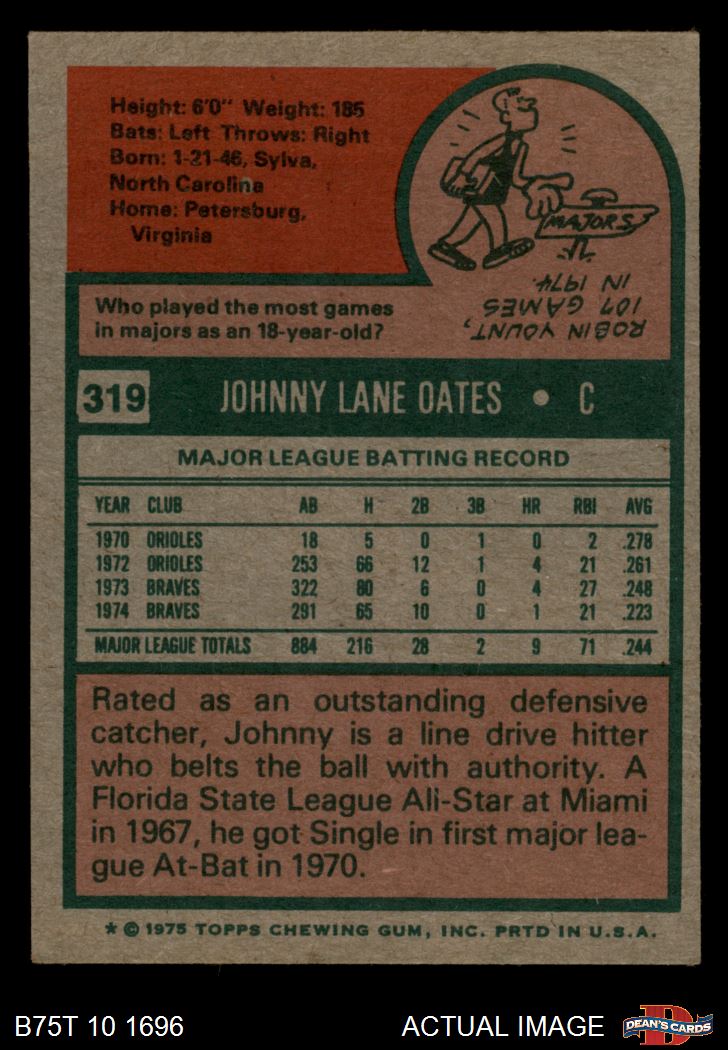 Height: 6'0" Weight: 185
Bats: Left Throws: Right
Born: 1-21-46, Sylva,
North Carolina
Home: Petersburg,
Virginia
MAJORS
Who played the most games
in majors as an 18-year-old?
ROBIN YOUNT,
107 GAMES
IN 1974.
319 JOHNNY LANE OATES • C
MAJOR LEAGUE BATTING RECORD
YEAR CLUB AB H 2B 3B HR RBI AVG
1970 ORIOLES 18 5 0 1 0 2 .278
1972 ORIOLES 253 66 12 1 4 21 .261
1973 BRAVES 322 80 6 0 4 27 .248
1974 BRAVES 291 65 10 0 1 21 .223
MAJOR LEAGUE TOTALS 884 216 28 2 9 71 .244
Rated as an outstanding defensive
catcher, Johnny is a line drive hitter
who belts the ball with authority. A
Florida State League All-Star at Miami
in 1967, he got Single in first major lea-
gue At-Bat in 1970.
* © 1975 TOPPS CHEWING GUM, INC. PRTD IN U.S.A.
B75T 10 1696 ACTUAL IMAGE D DEAN'S CARDS